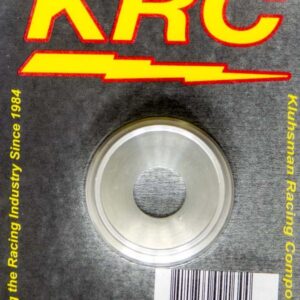 KRC
g the Racing Industry Since 1984
Kluhsman Racing Compo